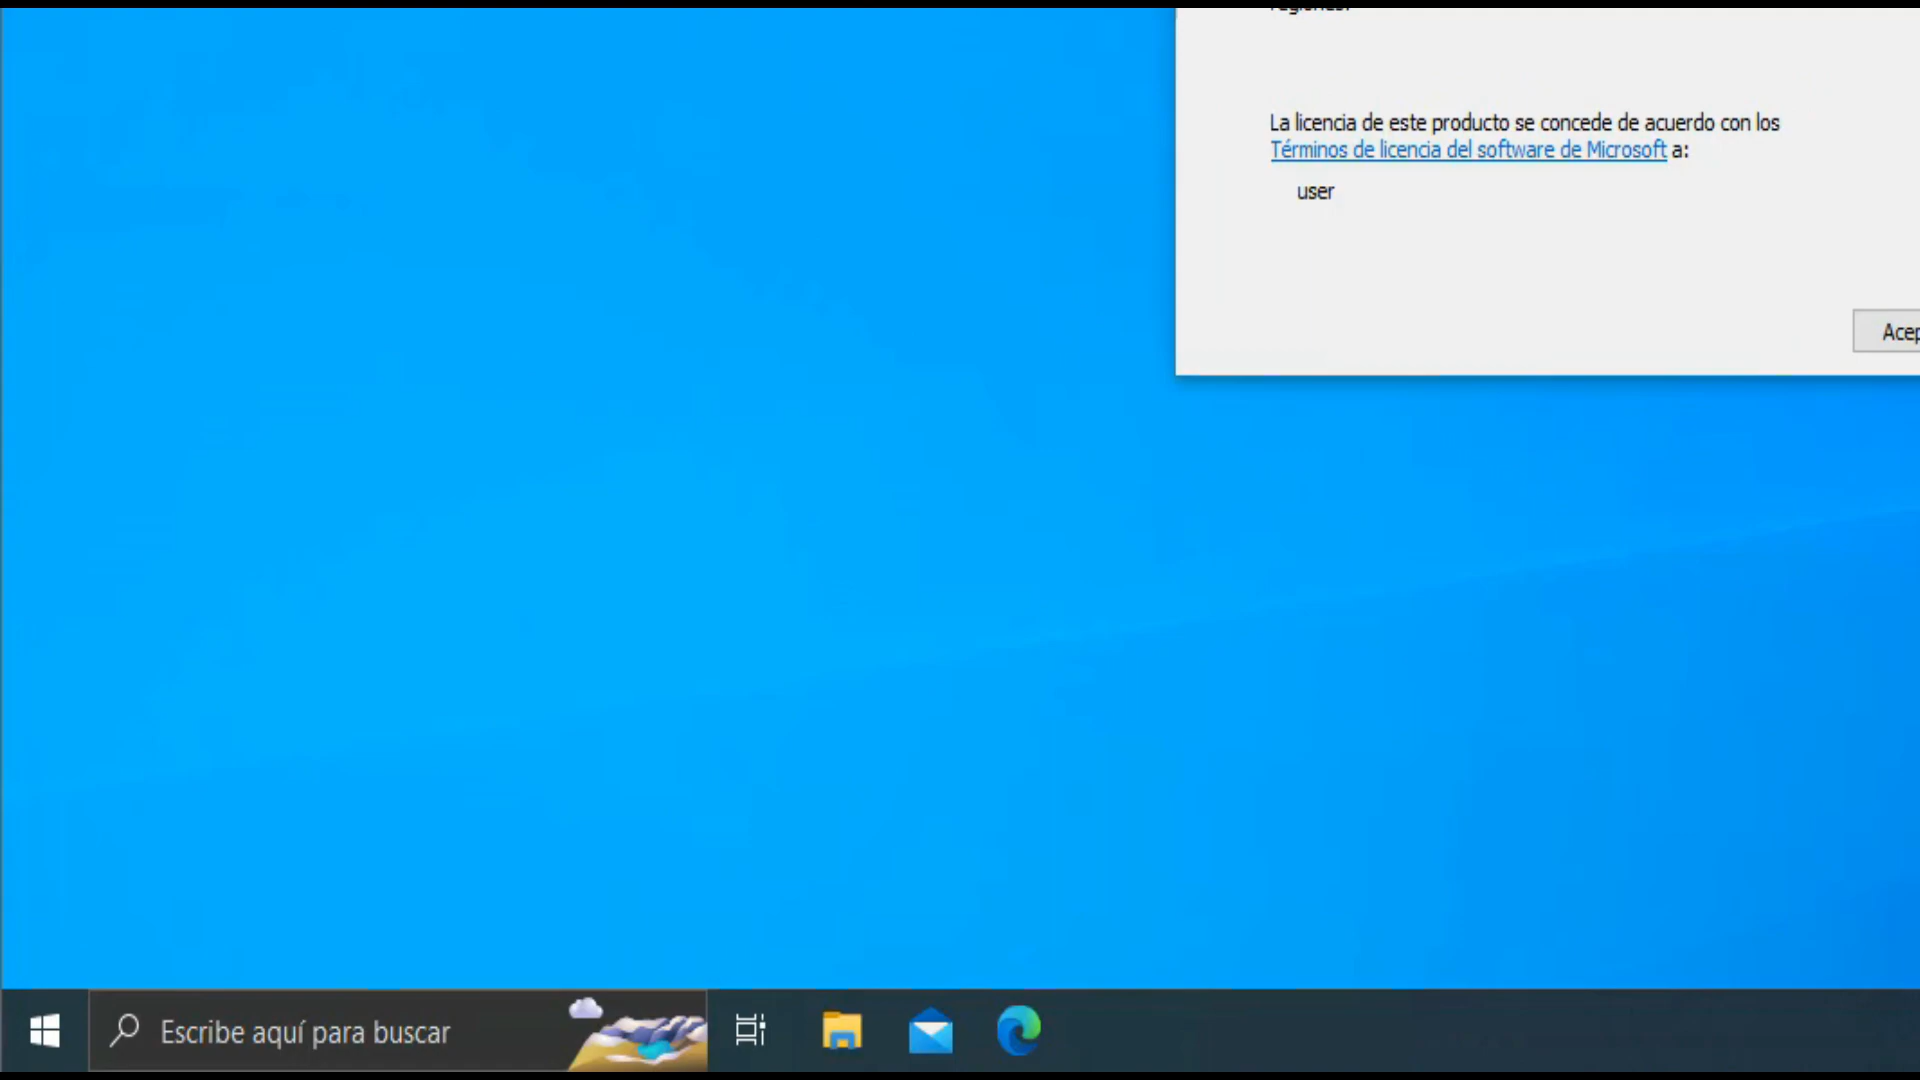 La licencia de este producto se concede de acuerdo con los
Términos de licencia del software de Microsoft a:
user
Escribe aquí para buscar